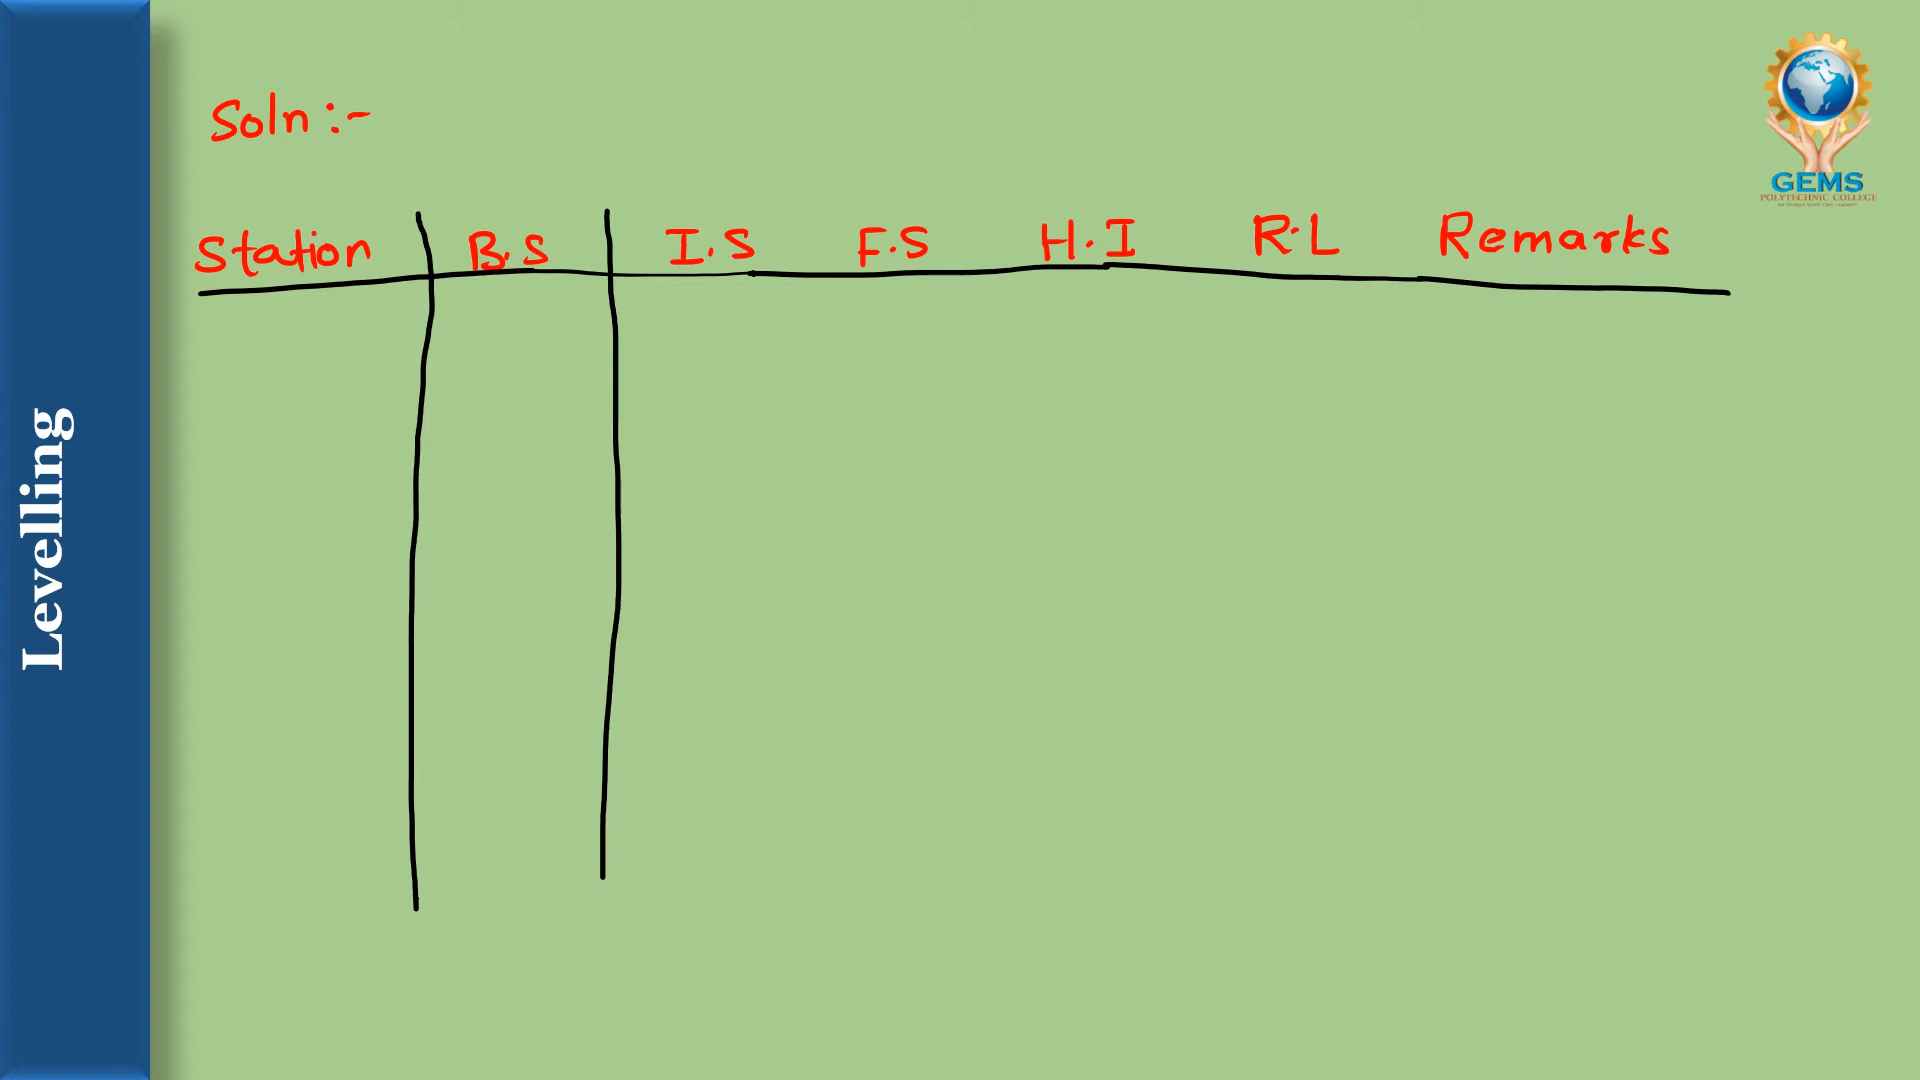 Levelling
Soln :-
Station B.S I.S F.S H.I R.L Remarks
GEMS
POLYTECHNIC COLLEGE